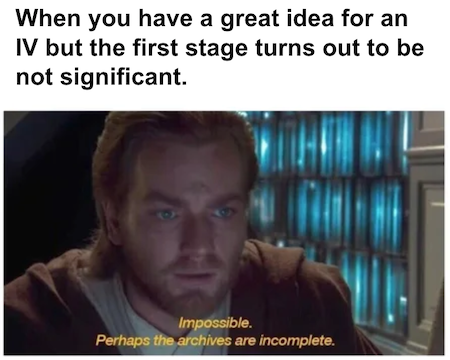 When you have a great idea for an
IV but the first stage turns out to be
not significant.
Impossible.
Perhaps the archives are incomplete.